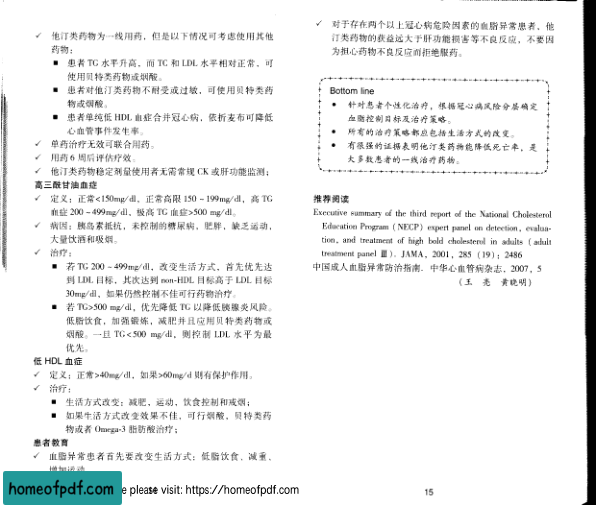 ✓ 他汀类药物为一线用药，但是以下情况可考虑使用其他
药物：
■ 患者 TG 水平升高，而 TC 和 LDL 水平相对正常，可
使用贝特类药物或烟酸。
■ 患者对他汀类药物不耐受或过敏，可使用贝特类药
物或烟酸。
■ 患者单纯低 HDL 血症合并冠心病，依折麦布可降低
心血管事件发生率。
✓ 单药治疗无效可联合用药。
✓ 用药 6 周后评估疗效。
✓ 他汀类药物稳定剂量使用者无需常规 CK 或肝功能监测；
高三酰甘油血症
✓ 定义：正常<150mg/dl，正常高限 150－199mg/dl，高 TG
血症 200－499mg/dl，极高 TG 血症>500 mg/dl。
✓ 病因：胰岛素抵抗，未控制的糖尿病，肥胖，缺乏运动，
大量饮酒和吸烟。
✓ 治疗：
■ 若 TG 200－499mg/dl，改变生活方式，首先优先达
到 LDL 目标，其次达到 non-HDL 目标高于 LDL 目标
30mg/dl，如果仍然控制不佳可行药物治疗。
■ 若 TG>500 mg/dl，优先降低 TG 以降低胰腺炎风险。
低脂饮食，加强锻炼，减肥并且应用贝特类药物或
烟酸。一旦 TG<500 mg/dl，则控制 LDL 水平为最
优先。
低 HDL 血症
✓ 定义：正常>40mg/dl，如果>60mg/d 则有保护作用。
✓ 治疗：
■ 生活方式改变：减肥，运动，饮食控制和戒烟；
■ 如果生活方式改变效果不佳，可行烟酸，贝特类药
物或者 Omega-3 脂肪酸治疗；
患者教育
✓ 血脂异常患者首先要改变生活方式：低脂饮食，减重，
增加运动
✓ 对于存在两个以上冠心病危险因素的血脂异常患者，他
汀类药物的获益远大于肝功能损害等不良反应，不要因
为担心药物不良反应而拒绝服药。
Bottom line
● 针对患者个性化治疗，根据冠心病风险分层确定
血脂控制目标及治疗策略。
● 所有的治疗策略都应包括生活方式的改变。
● 有很强的证据表明他汀类药物能降低死亡率，是
大多数患者的一线治疗药物。
推荐阅读
Executive summary of the third report of the National Cholesterol
Education Program (NECP) expert panel on detection, evalua-
tion, and treatment of high bold cholesterol in adults (adult
treatment panel Ⅲ). JAMA, 2001, 285 (19): 2486
中国成人血脂异常防治指南. 中华心血管病杂志，2007，5
(王 亮 黄晓明)
15
homeofpdf.com
e please visit: https://homeofpdf.com